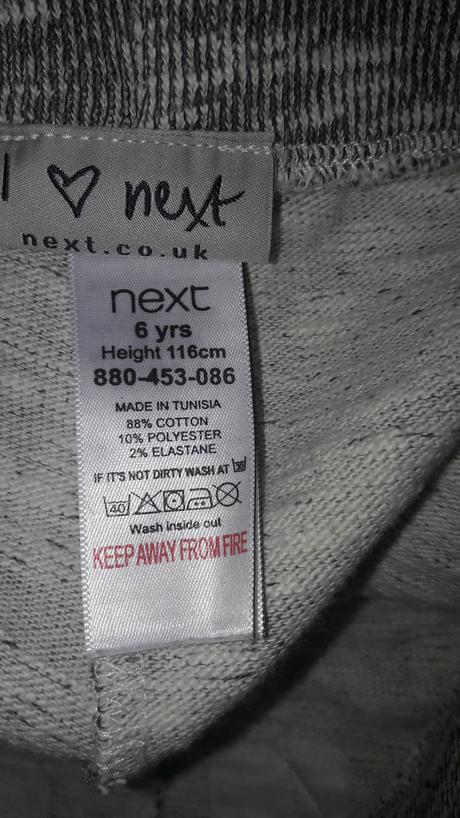 next
next.co.uk
next
6 yrs
Height 116cm
880-453-086
MADE IN TUNISIA
88% COTTON
10% POLYESTER
2% ELASTANE
IF IT'S NOT DIRTY WASH AT 30
40
Wash inside out
KEEP AWAY FROM FIRE